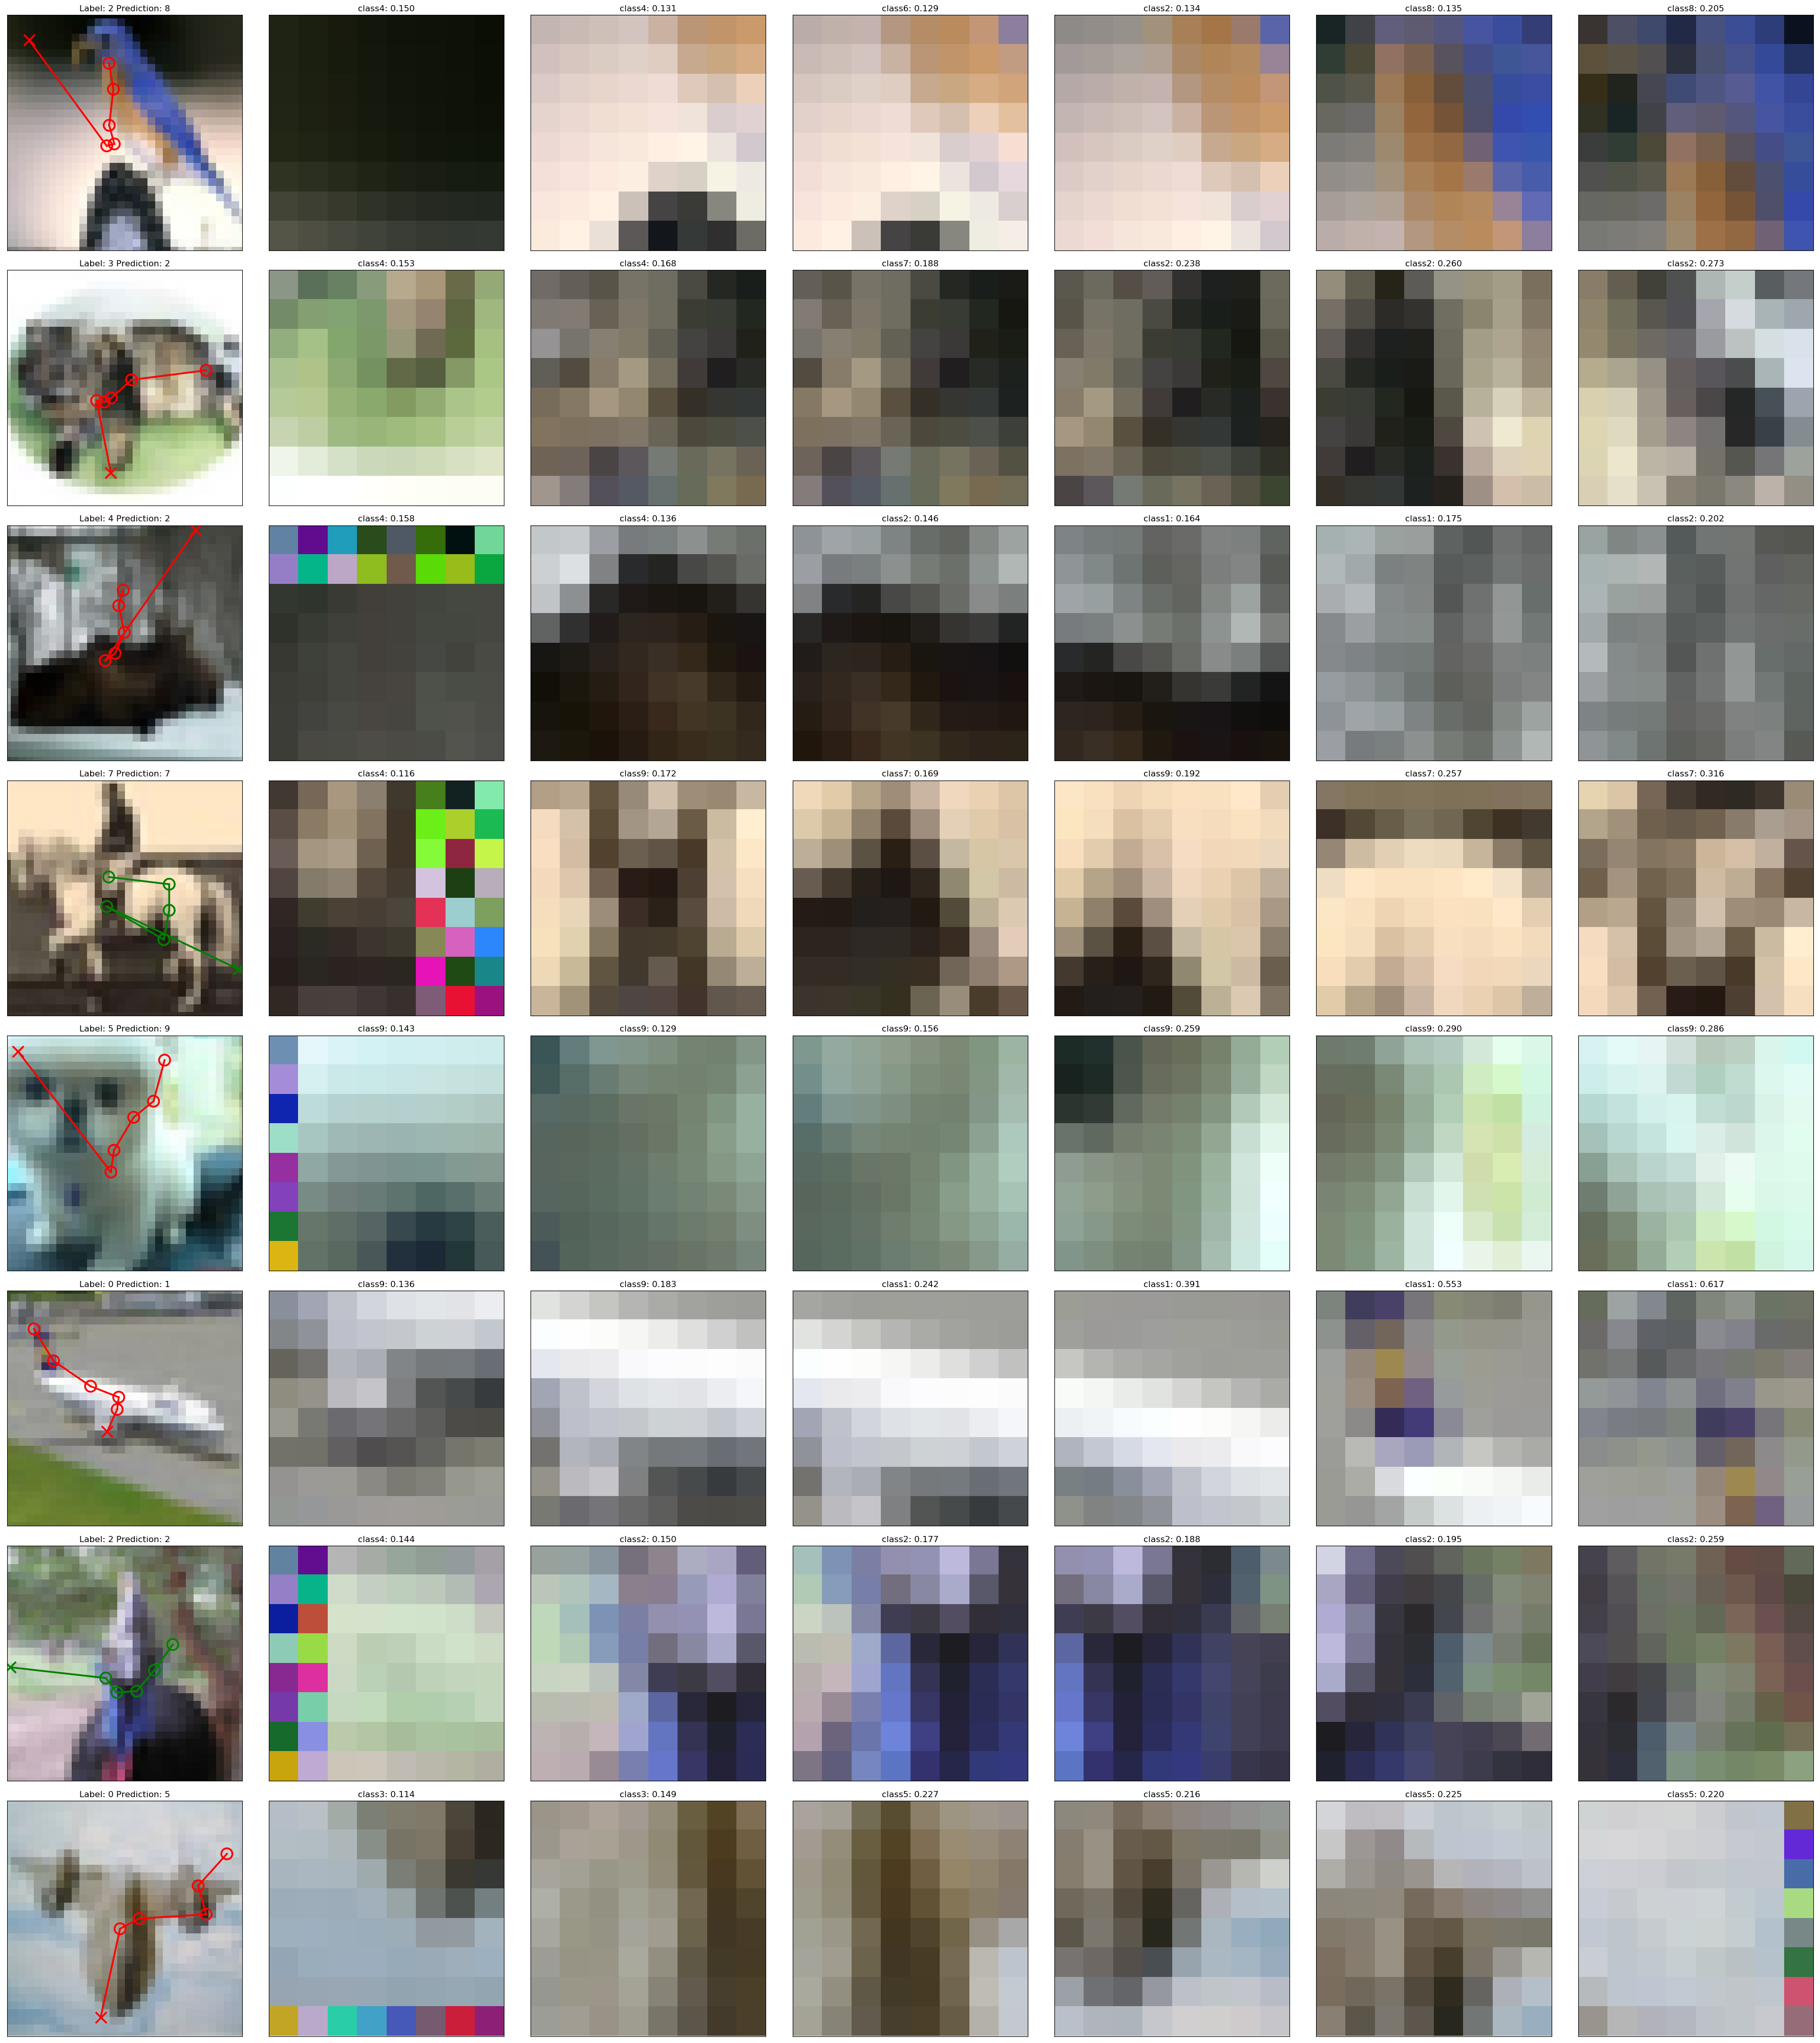 Label: 2 Prediction: 8 class4: 0.150 class4: 0.131 class6: 0.129 class2: 0.134 class8: 0.135 class8: 0.205
Label: 3 Prediction: 2 class4: 0.153 class4: 0.168 class7: 0.188 class2: 0.238 class2: 0.260 class2: 0.273
Label: 4 Prediction: 2 class4: 0.158 class4: 0.136 class2: 0.146 class1: 0.164 class1: 0.175 class2: 0.202
Label: 7 Prediction: 7 class4: 0.116 class9: 0.172 class7: 0.169 class9: 0.192 class7: 0.257 class7: 0.316
Label: 5 Prediction: 9 class9: 0.143 class9: 0.129 class9: 0.156 class9: 0.259 class9: 0.290 class9: 0.286
Label: 0 Prediction: 1 class9: 0.136 class9: 0.183 class1: 0.242 class1: 0.391 class1: 0.553 class1: 0.617
Label: 2 Prediction: 2 class4: 0.144 class2: 0.150 class2: 0.177 class2: 0.188 class2: 0.195 class2: 0.259
Label: 0 Prediction: 5 class3: 0.114 class3: 0.149 class5: 0.227 class5: 0.216 class5: 0.225 class5: 0.220